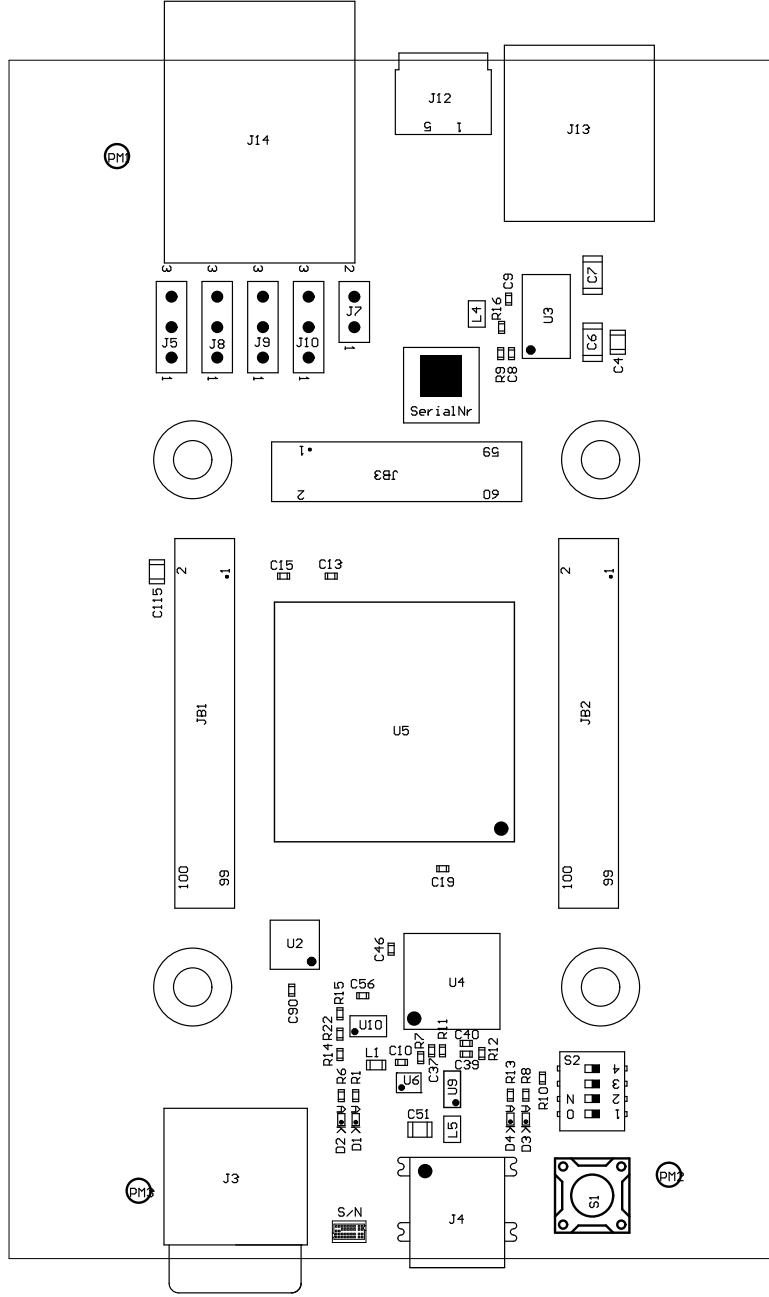 J12
5 1
J14
J13
PM1
3 3 3 3 2
C7
C9
R16
L4
U3
J7
J5 J8 J9 J10
1 1 1 1 1
C6
C4
R9
C8
SerialNr
1 59
JB3
2 60
C15 C13
2 1
2 1
C115
JB1
JB2
U5
100 99
100 99
C19
U2
C46
U4
C90
C56
R15
R22
R14
U10
L1
C10
R7
R11
C37
C40
C39
R12
S2
4
3
N 2
O 1
R10
R6 R1
U6
U9
R13 R8
A A
A A
K K
K K
D2 D1
D4 D3
C51
L5
J3
PM3
PM2
S1
S/N
J4